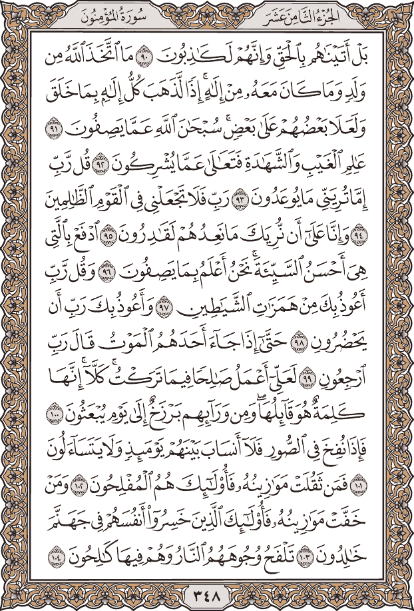 الجزء الثامن عشر
سورة المؤمنون
بَلۡ أَتَيۡنَٰهُم بِٱلۡحَقِّ وَإِنَّهُمۡ لَكَٰذِبُونَ ٩٠ مَا ٱتَّخَذَ ٱللَّهُ مِن
وَلَدٖ وَمَا كَانَ مَعَهُۥ مِنۡ إِلَٰهٍۚ إِذٗا لَّذَهَبَ كُلُّ إِلَٰهِۭ بِمَا خَلَقَ
وَلَعَلَا بَعۡضُهُمۡ عَلَىٰ بَعۡضٖۚ سُبۡحَٰنَ ٱللَّهِ عَمَّا يَصِفُونَ ٩١
عَٰلِمِ ٱلۡغَيۡبِ وَٱلشَّهَٰدَةِ فَتَعَٰلَىٰ عَمَّا يُشۡرِكُونَ ٩٢ قُل رَّبِّ
إِمَّا تُرِيَنِّي مَا يُوعَدُونَ ٩٣ رَبِّ فَلَا تَجۡعَلۡنِي فِي ٱلۡقَوۡمِ ٱلظَّٰلِمِينَ
٩٤ وَإِنَّا عَلَىٰٓ أَن نُّرِيَكَ مَا نَعِدُهُمۡ لَقَٰدِرُونَ ٩٥ ٱدۡفَعۡ بِٱلَّتِي
هِيَ أَحۡسَنُ ٱلسَّيِّئَةَۚ نَحۡنُ أَعۡلَمُ بِمَا يَصِفُونَ ٩٦ وَقُل رَّبِّ
أَعُوذُ بِكَ مِنۡ هَمَزَٰتِ ٱلشَّيَٰطِينِ ٩٧ وَأَعُوذُ بِكَ رَبِّ أَن
يَحۡضُرُونِ ٩٨ حَتَّىٰٓ إِذَا جَآءَ أَحَدَهُمُ ٱلۡمَوۡتُ قَالَ رَبِّ
ٱرۡجِعُونِ ٩٩ لَعَلِّيٓ أَعۡمَلُ صَٰلِحٗا فِيمَا تَرَكۡتُۚ كَلَّآۚ إِنَّهَا
كَلِمَةٌ هُوَ قَآئِلُهَاۖ وَمِن وَرَآئِهِم بَرۡزَخٌ إِلَىٰ يَوۡمِ يُبۡعَثُونَ ١٠٠
فَإِذَا نُفِخَ فِي ٱلصُّورِ فَلَآ أَنسَابَ بَيۡنَهُمۡ يَوۡمَئِذٖ وَلَا يَتَسَآءَلُونَ
١٠١ فَمَن ثَقُلَتۡ مَوَٰزِينُهُۥ فَأُوْلَٰٓئِكَ هُمُ ٱلۡمُفۡلِحُونَ ١٠٢ وَمَنۡ
خَفَّتۡ مَوَٰزِينُهُۥ فَأُوْلَٰٓئِكَ ٱلَّذِينَ خَسِرُوٓاْ أَنفُسَهُمۡ فِي جَهَنَّمَ
خَٰلِدُونَ ١٠٣ تَلۡفَحُ وُجُوهَهُمُ ٱلنَّارُ وَهُمۡ فِيهَا كَٰلِحُونَ ١٠٤
٣٤٨